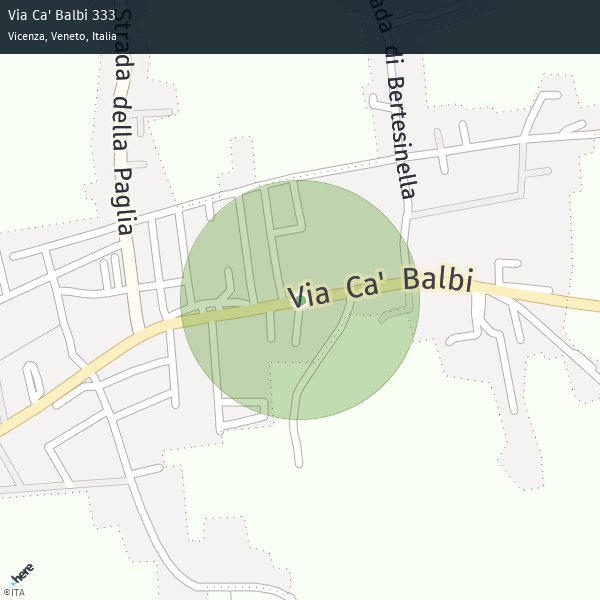 Via Ca' Balbi 333
Vicenza, Veneto, Italia
Strada della Paglia
ada di Bertesinella
Via Ca' Balbi
here
©ITA